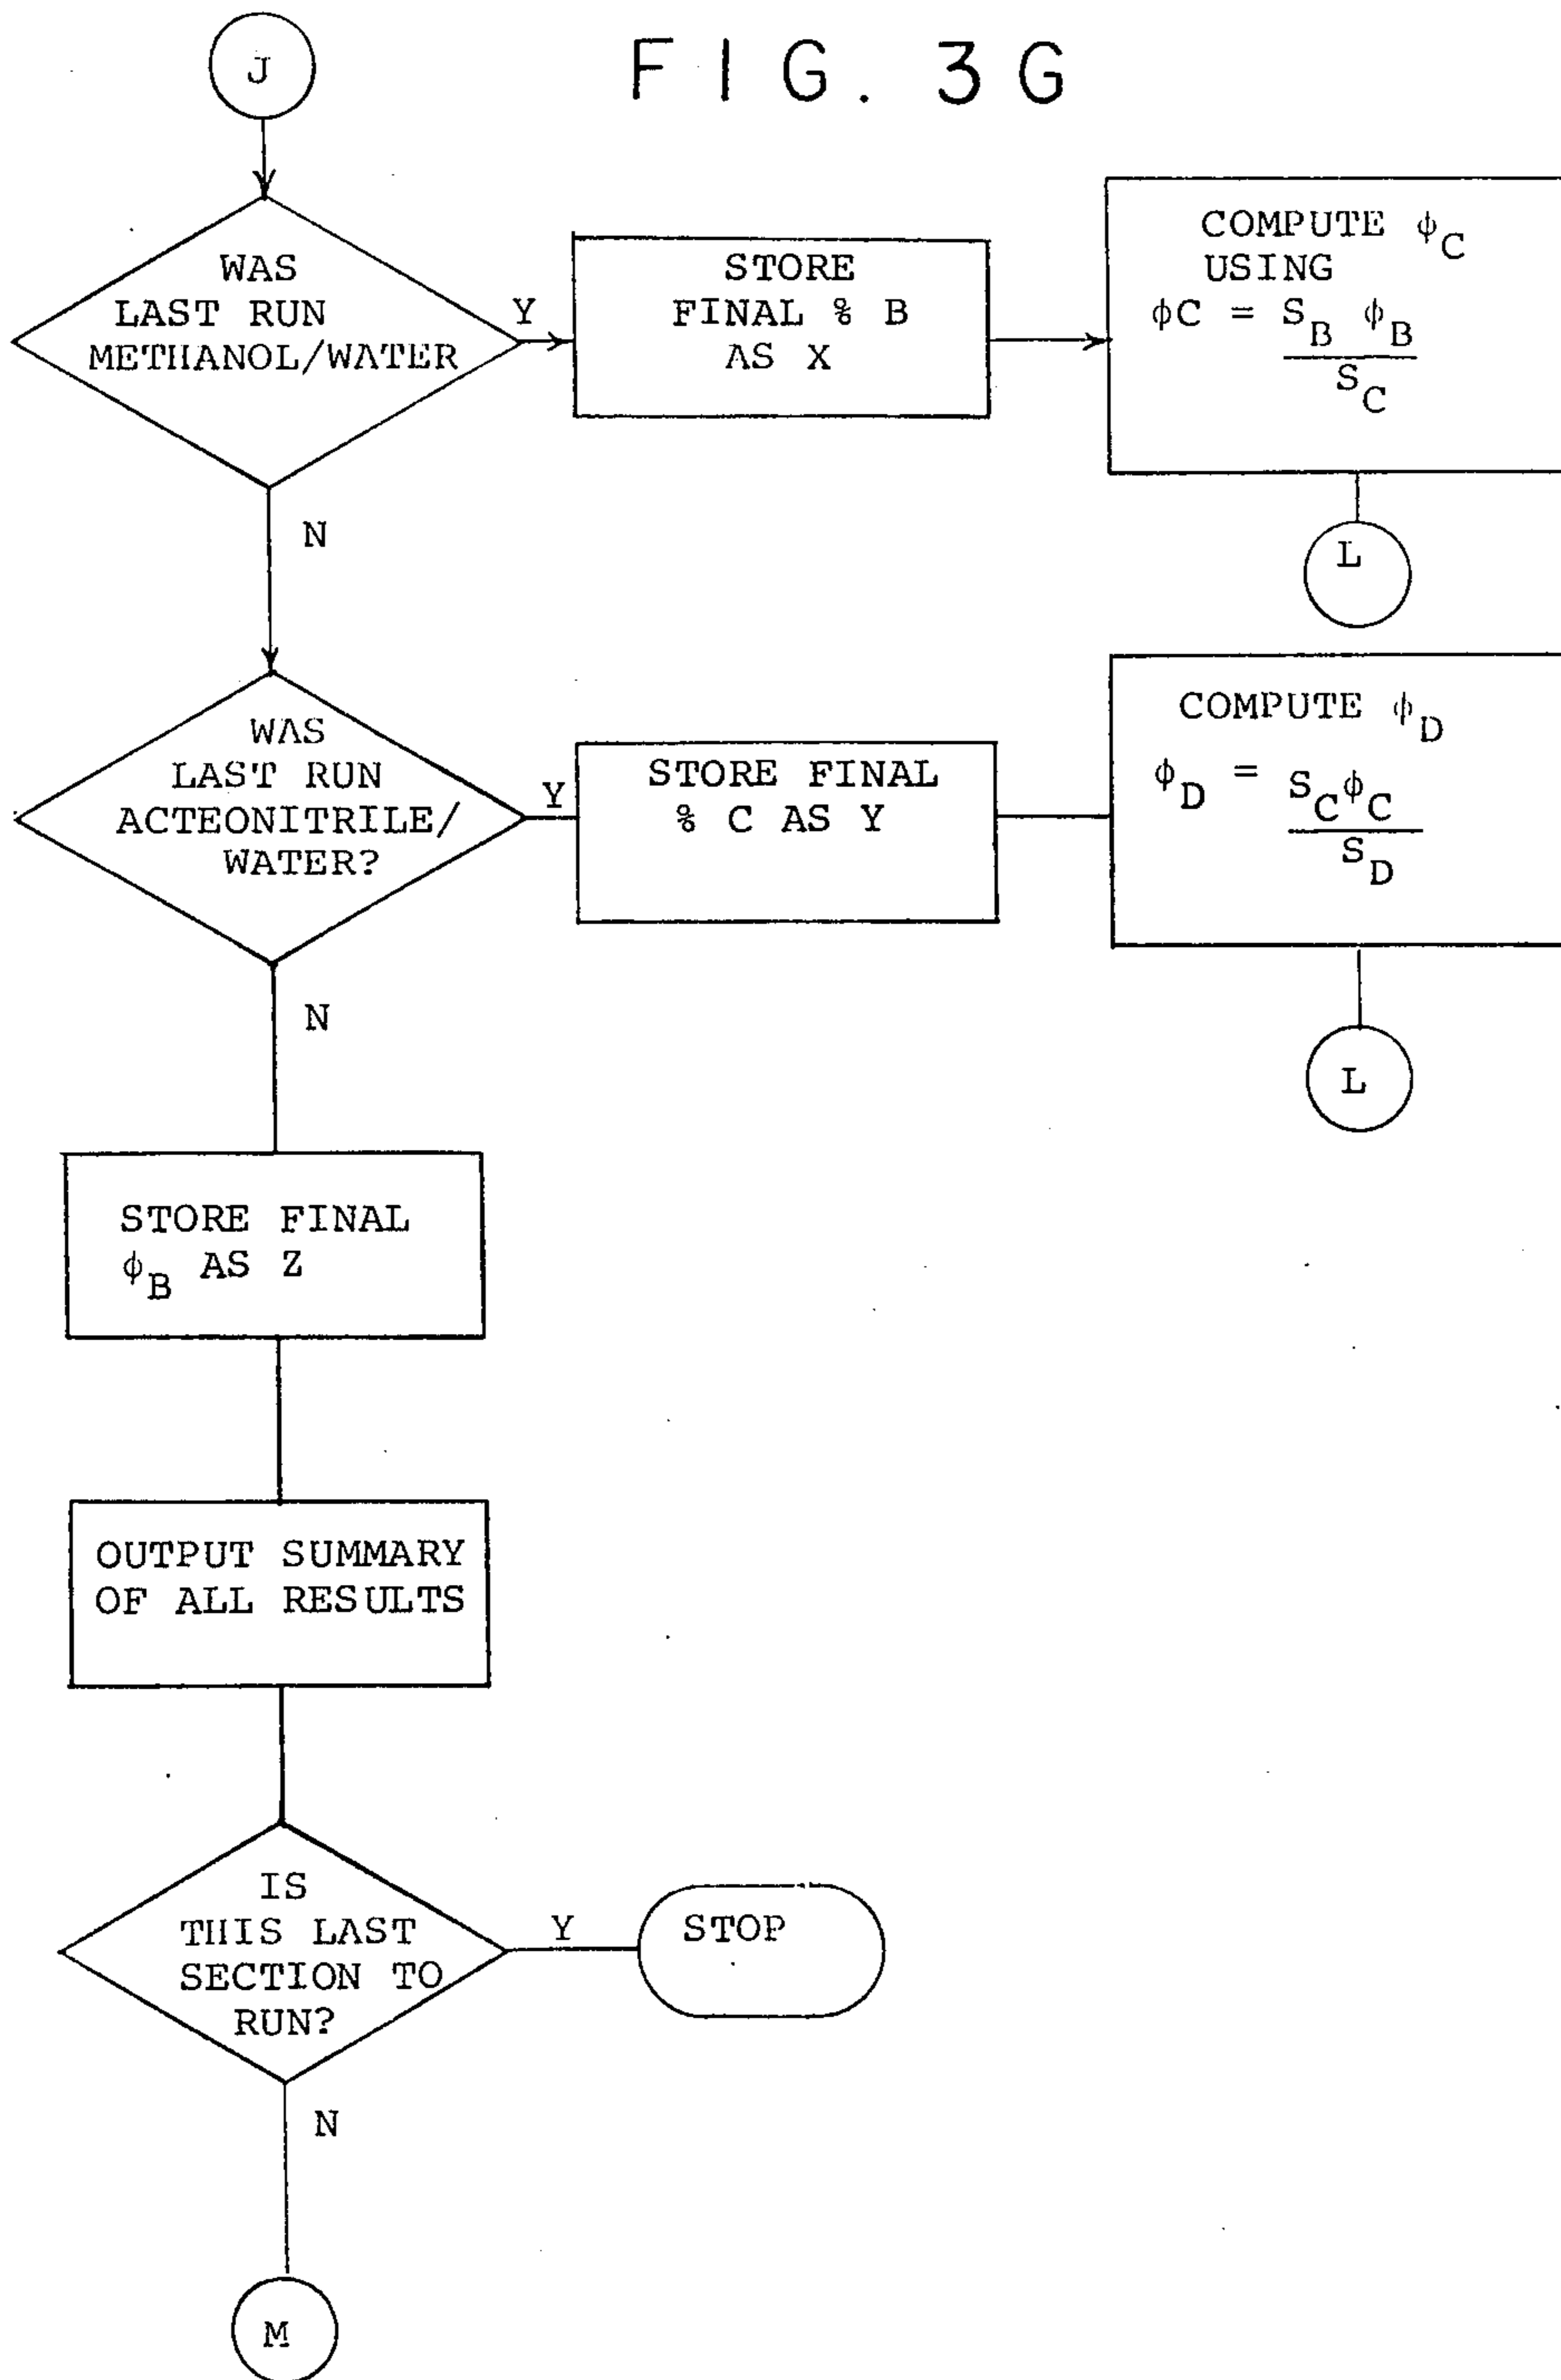 J
FIG. 3G
WAS
LAST RUN
METHANOL/WATER
Y
STORE
FINAL % B
AS X
COMPUTE ϕC
USING
ϕC = SB ϕB
SC
N
L
WAS
LAST RUN
ACTEONITRILE/
WATER?
Y
STORE FINAL
% C AS Y
COMPUTE ϕD
ϕD = SCϕC
SD
N
L
STORE FINAL
ϕB AS Z
OUTPUT SUMMARY
OF ALL RESULTS
IS
THIS LAST
SECTION TO
RUN?
Y
STOP
N
M